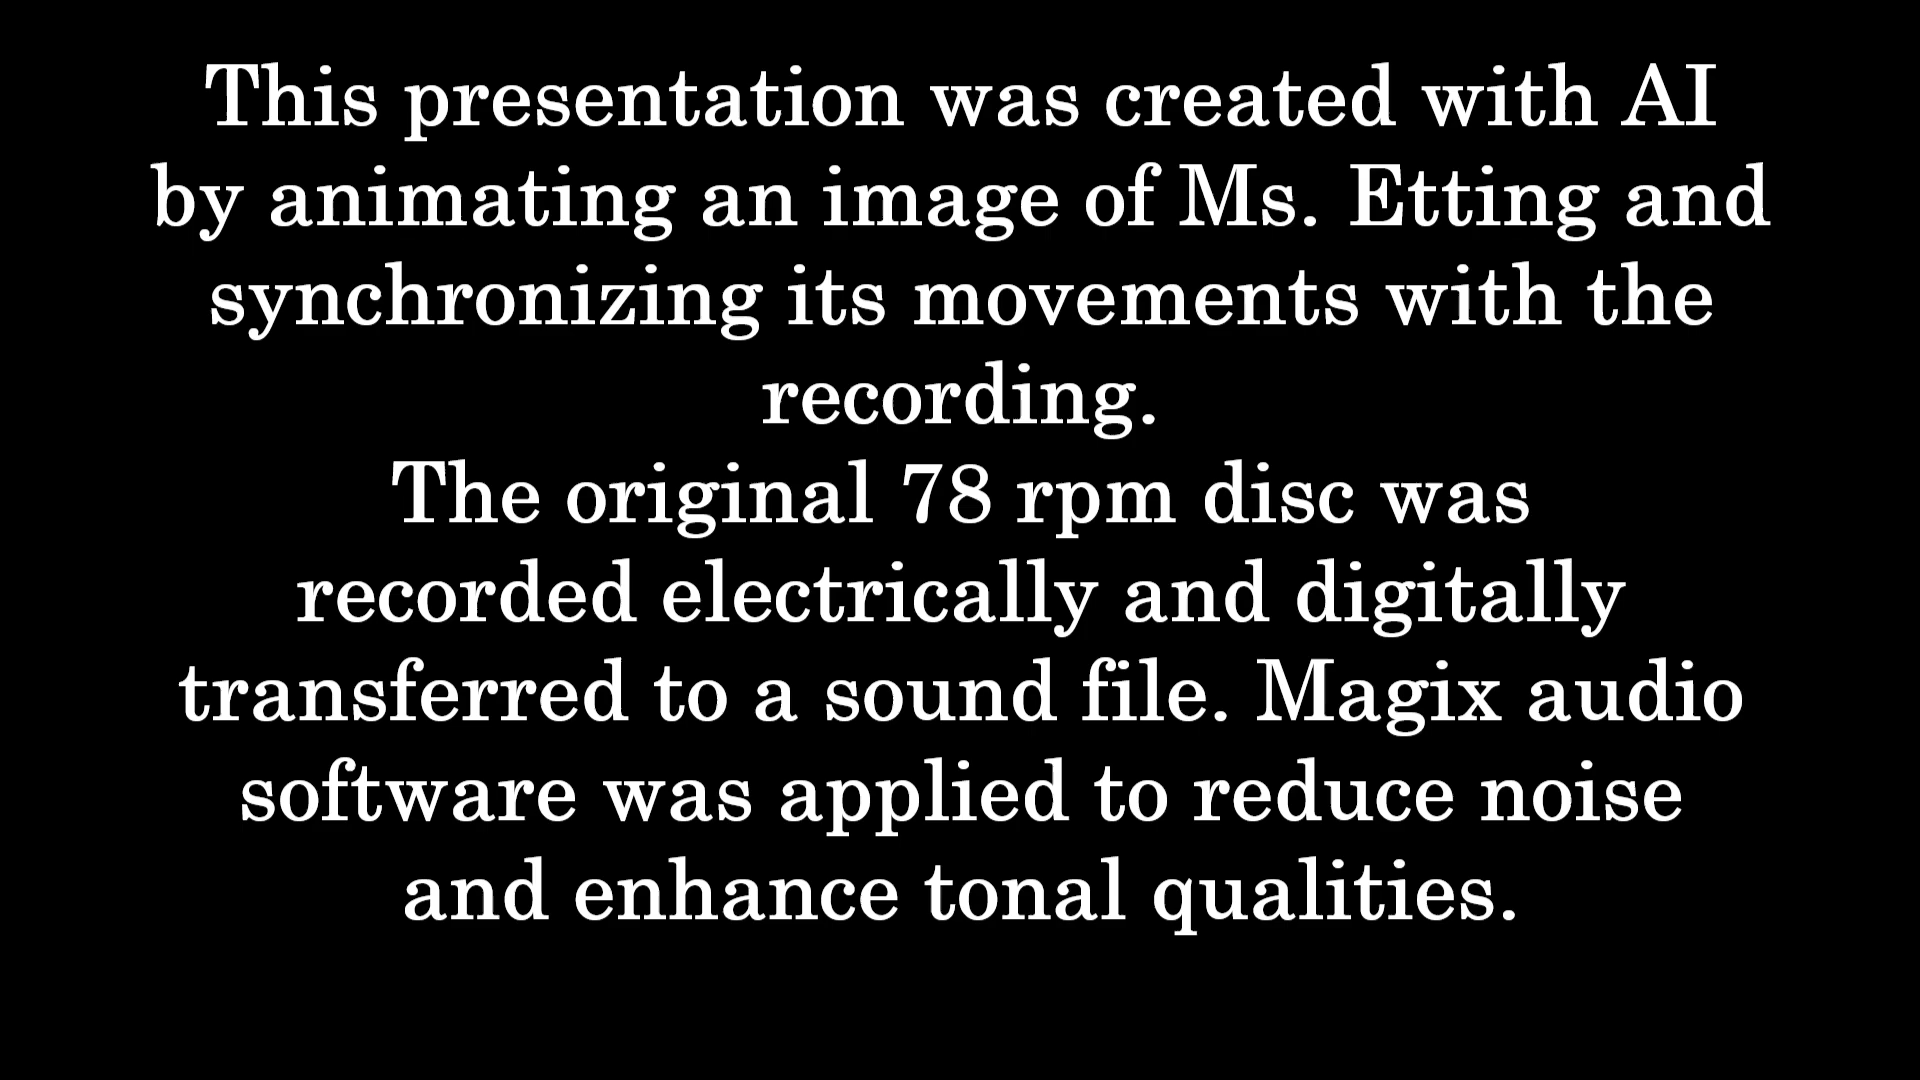 This presentation was created with AI
by animating an image of Ms. Etting and
synchronizing its movements with the
recording.
The original 78 rpm disc was
recorded electrically and digitally
transferred to a sound file. Magix audio
software was applied to reduce noise
and enhance tonal qualities.